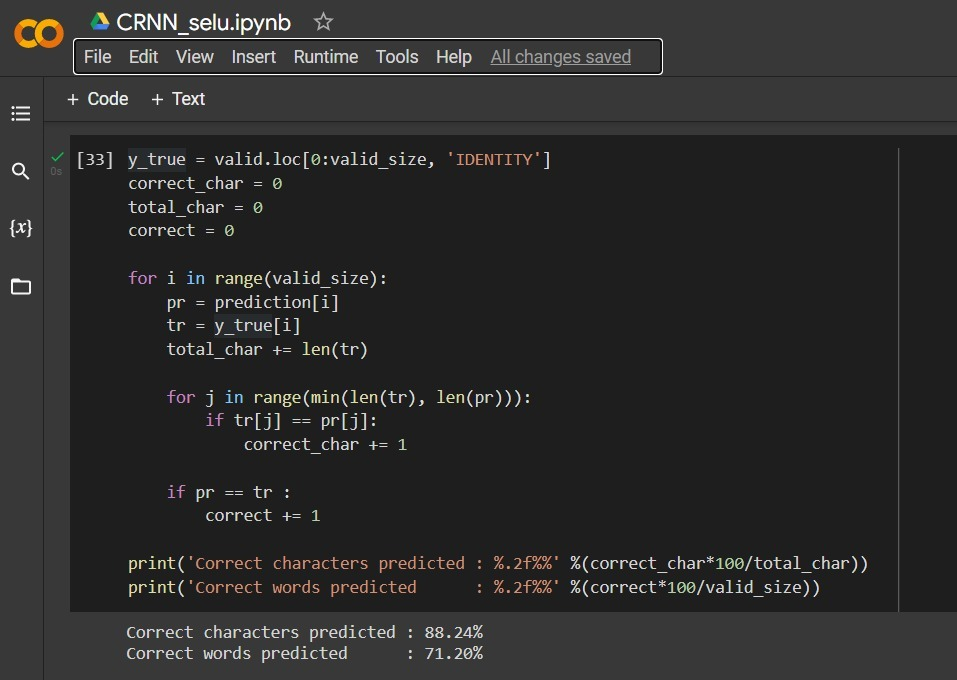 CRNN_selu.ipynb
File Edit View Insert Runtime Tools Help All changes saved
+ Code + Text
[33] y_true = valid.loc[0:valid_size, 'IDENTITY']
0s
correct_char = 0
total_char = 0
correct = 0
for i in range(valid_size):
    pr = prediction[i]
    tr = y_true[i]
    total_char += len(tr)
    for j in range(min(len(tr), len(pr))):
        if tr[j] == pr[j]:
            correct_char += 1
    if pr == tr :
        correct += 1
print('Correct characters predicted : %.2f%%' %(correct_char*100/total_char))
print('Correct words predicted      : %.2f%%' %(correct*100/valid_size))
Correct characters predicted : 88.24%
Correct words predicted      : 71.20%
{x}